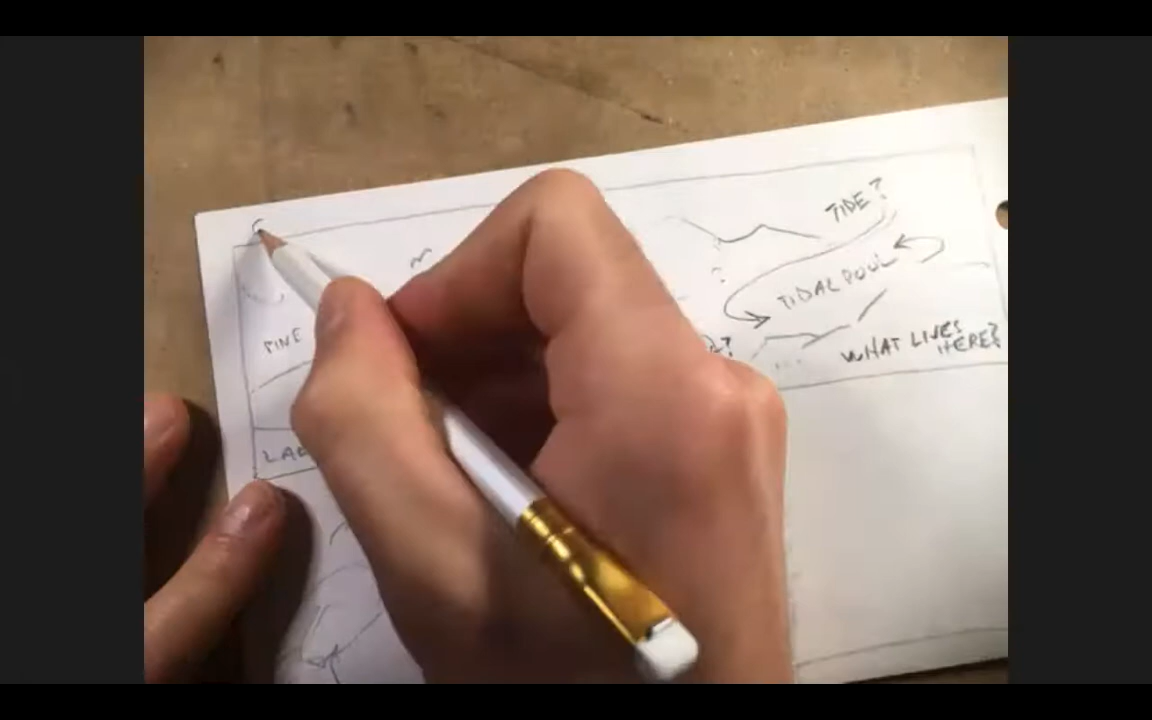 TIDE?
TIDAL POOL
PINE
WHAT LIVES
HERE?